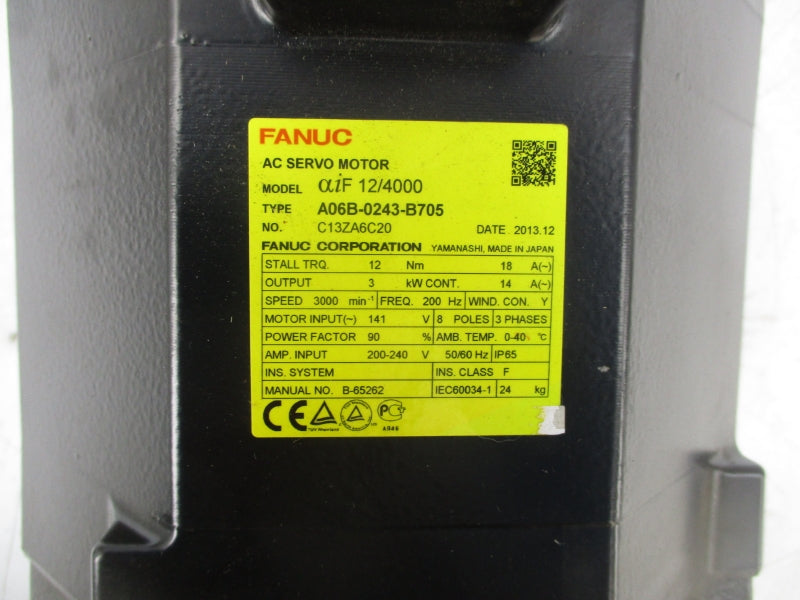 FANUC
AC SERVO MOTOR
MODEL αiF 12/4000
TYPE A06B-0243-B705
NO. C13ZA6C20 DATE 2013.12
FANUC CORPORATION YAMANASHI, MADE IN JAPAN
STALL TRQ. 12 Nm 18 A(~)
OUTPUT 3 kW CONT. 14 A(~)
SPEED 3000 min⁻¹ FREQ. 200 Hz WIND. CON. Y
MOTOR INPUT(~) 141 V 8 POLES 3 PHASES
POWER FACTOR 90 % AMB. TEMP. 0-40 °C
AMP. INPUT 200-240 V 50/60 Hz IP65
INS. SYSTEM INS. CLASS F
MANUAL NO. B-65262 IEC60034-1 24 kg
CE
TÜV Rheinland